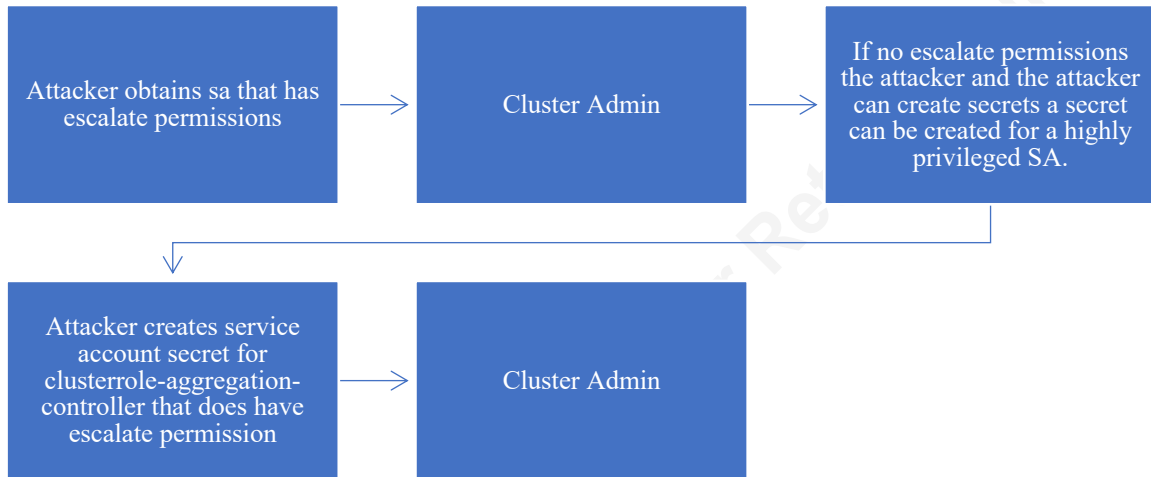 Attacker obtains sa that has
escalate permissions
Cluster Admin
If no escalate permissions
the attacker and the attacker
can create secrets a secret
can be created for a highly
privileged SA.
Attacker creates service
account secret for
clusterrole-aggregation-
controller that does have
escalate permission
Cluster Admin